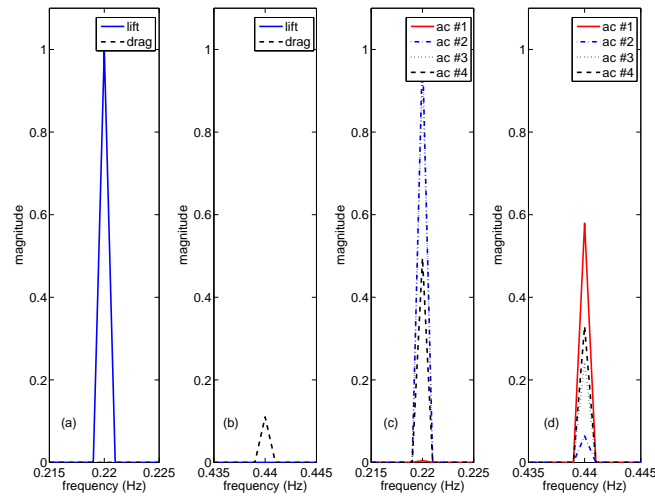 lift
drag
1
0.8
0.6
0.4
0.2
0
magnitude
(a)
0.215 0.22 0.225
frequency (Hz)
lift
drag
1
0.8
0.6
0.4
0.2
0
magnitude
(b)
0.435 0.44 0.445
frequency (Hz)
ac #1
ac #2
ac #3
ac #4
1
0.8
0.6
0.4
0.2
0
magnitude
(c)
0.215 0.22 0.225
frequency (Hz)
ac #1
ac #2
ac #3
ac #4
1
0.8
0.6
0.4
0.2
0
magnitude
(d)
0.435 0.44 0.445
frequency (Hz)